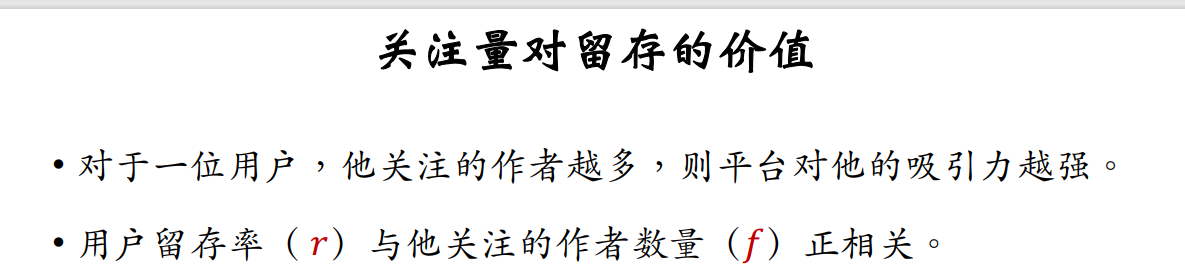 关注量对留存的价值
• 对于一位用户，他关注的作者越多，则平台对他的吸引力越强。
• 用户留存率（r）与他关注的作者数量（f）正相关。